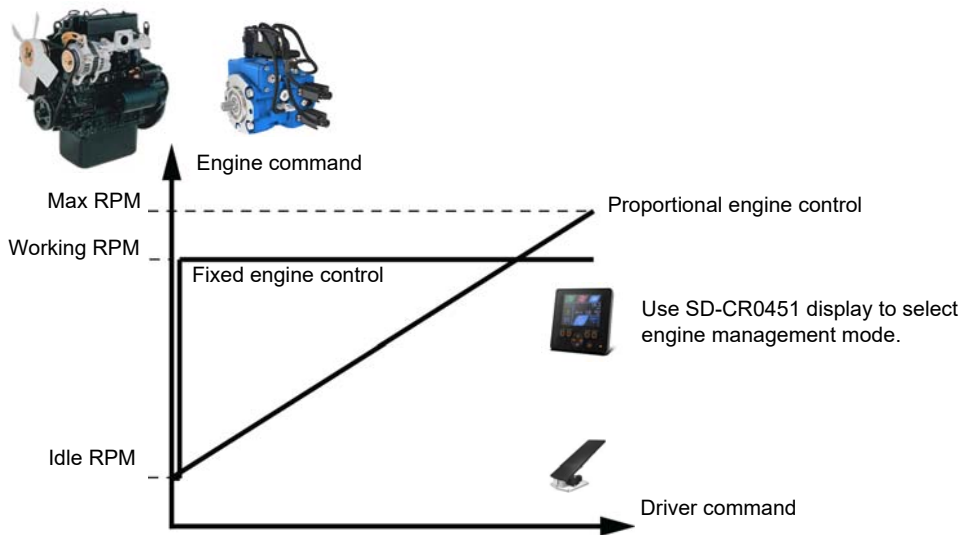 Engine command
Max RPM
Proportional engine control
Working RPM
Fixed engine control
Use SD-CR0451 display to select
engine management mode.
Idle RPM
Driver command